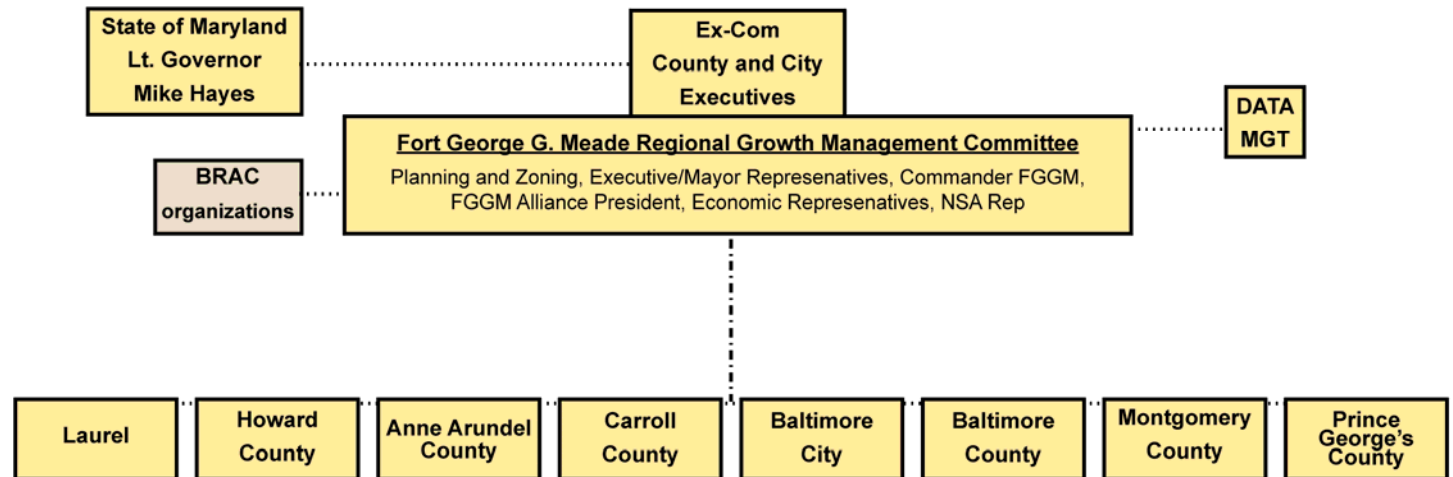 State of Maryland
Lt. Governor
Mike Hayes
Ex-Com
County and City
Executives
DATA
MGT
Fort George G. Meade Regional Growth Management Committee
Planning and Zoning, Executive/Mayor Represenatives, Commander FGGM,
FGGM Alliance President, Economic Represenatives, NSA Rep
BRAC
organizations
Laurel
Howard
County
Anne Arundel
County
Carroll
County
Baltimore
City
Baltimore
County
Montgomery
County
Prince
George’s
County